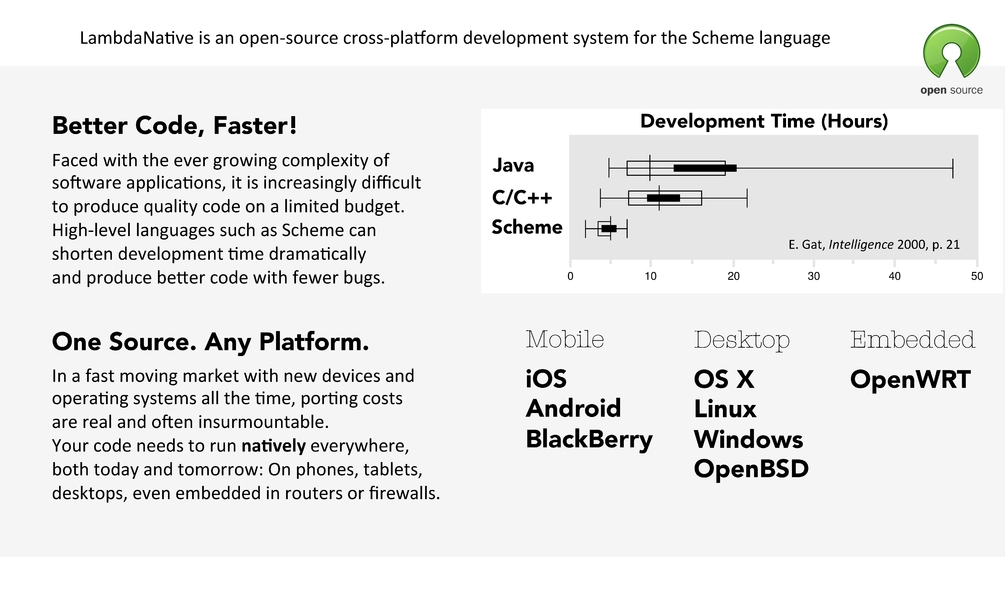 LambdaNative is an open-source cross-platform development system for the Scheme language
open source
Better Code, Faster!
Faced with the ever growing complexity of
software applications, it is increasingly difficult
to produce quality code on a limited budget.
High-level languages such as Scheme can
shorten development time dramatically
and produce better code with fewer bugs.
Development Time (Hours)
Java
C/C++
Scheme
E. Gat, Intelligence 2000, p. 21
0 10 20 30 40 50
One Source. Any Platform.
In a fast moving market with new devices and
operating systems all the time, porting costs
are real and often insurmountable.
Your code needs to run natively everywhere,
both today and tomorrow: On phones, tablets,
desktops, even embedded in routers or firewalls.
Mobile
iOS
Android
BlackBerry
Desktop
OS X
Linux
Windows
OpenBSD
Embedded
OpenWRT